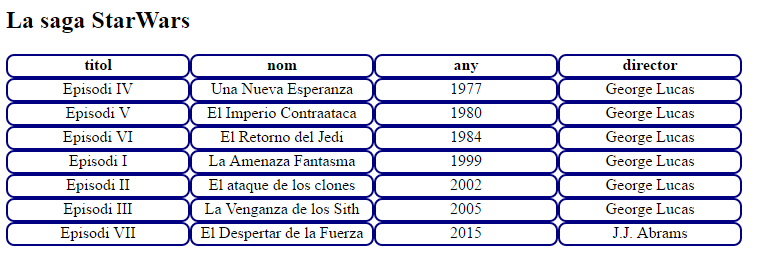 La saga StarWars
titol nom any director
Episodi IV Una Nueva Esperanza 1977 George Lucas
Episodi V El Imperio Contraataca 1980 George Lucas
Episodi VI El Retorno del Jedi 1984 George Lucas
Episodi I La Amenaza Fantasma 1999 George Lucas
Episodi II El ataque de los clones 2002 George Lucas
Episodi III La Venganza de los Sith 2005 George Lucas
Episodi VII El Despertar de la Fuerza 2015 J.J. Abrams